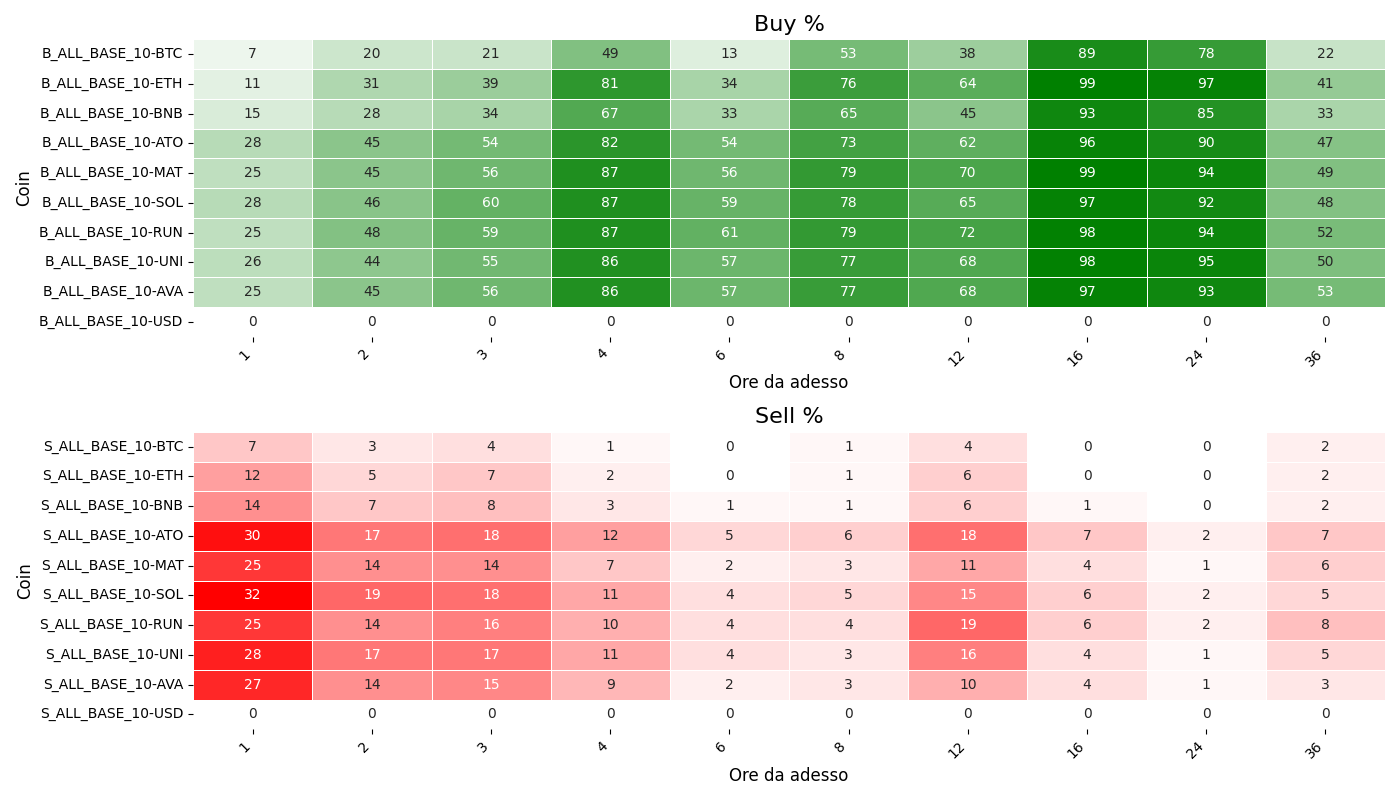 Buy %
Coin
B_ALL_BASE_10-BTC 7 20 21 49 13 53 38 89 78 22
B_ALL_BASE_10-ETH 11 31 39 81 34 76 64 99 97 41
B_ALL_BASE_10-BNB 15 28 34 67 33 65 45 93 85 33
B_ALL_BASE_10-ATO 28 45 54 82 54 73 62 96 90 47
B_ALL_BASE_10-MAT 25 45 56 87 56 79 70 99 94 49
B_ALL_BASE_10-SOL 28 46 60 87 59 78 65 97 92 48
B_ALL_BASE_10-RUN 25 48 59 87 61 79 72 98 94 52
B_ALL_BASE_10-UNI 26 44 55 86 57 77 68 98 95 50
B_ALL_BASE_10-AVA 25 45 56 86 57 77 68 97 93 53
B_ALL_BASE_10-USD 0 0 0 0 0 0 0 0 0 0
1 2 3 4 6 8 12 16 24 36
Ore da adesso
Sell %
Coin
S_ALL_BASE_10-BTC 7 3 4 1 0 1 4 0 0 2
S_ALL_BASE_10-ETH 12 5 7 2 0 1 6 0 0 2
S_ALL_BASE_10-BNB 14 7 8 3 1 1 6 1 0 2
S_ALL_BASE_10-ATO 30 17 18 12 5 6 18 7 2 7
S_ALL_BASE_10-MAT 25 14 14 7 2 3 11 4 1 6
S_ALL_BASE_10-SOL 32 19 18 11 4 5 15 6 2 5
S_ALL_BASE_10-RUN 25 14 16 10 4 4 19 6 2 8
S_ALL_BASE_10-UNI 28 17 17 11 4 3 16 4 1 5
S_ALL_BASE_10-AVA 27 14 15 9 2 3 10 4 1 3
S_ALL_BASE_10-USD 0 0 0 0 0 0 0 0 0 0
1 2 3 4 6 8 12 16 24 36
Ore da adesso